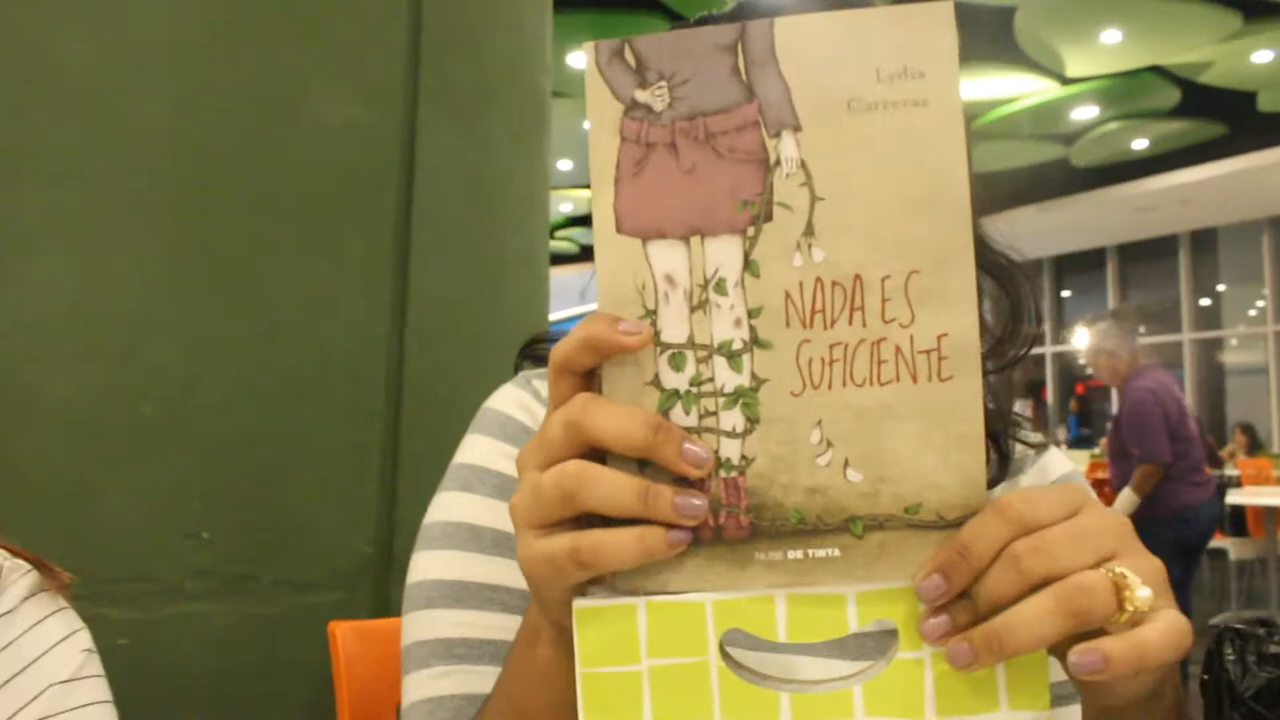 Lydia
Carreras
NADA ES
SUFICIENTE
NUBE DE TINTA